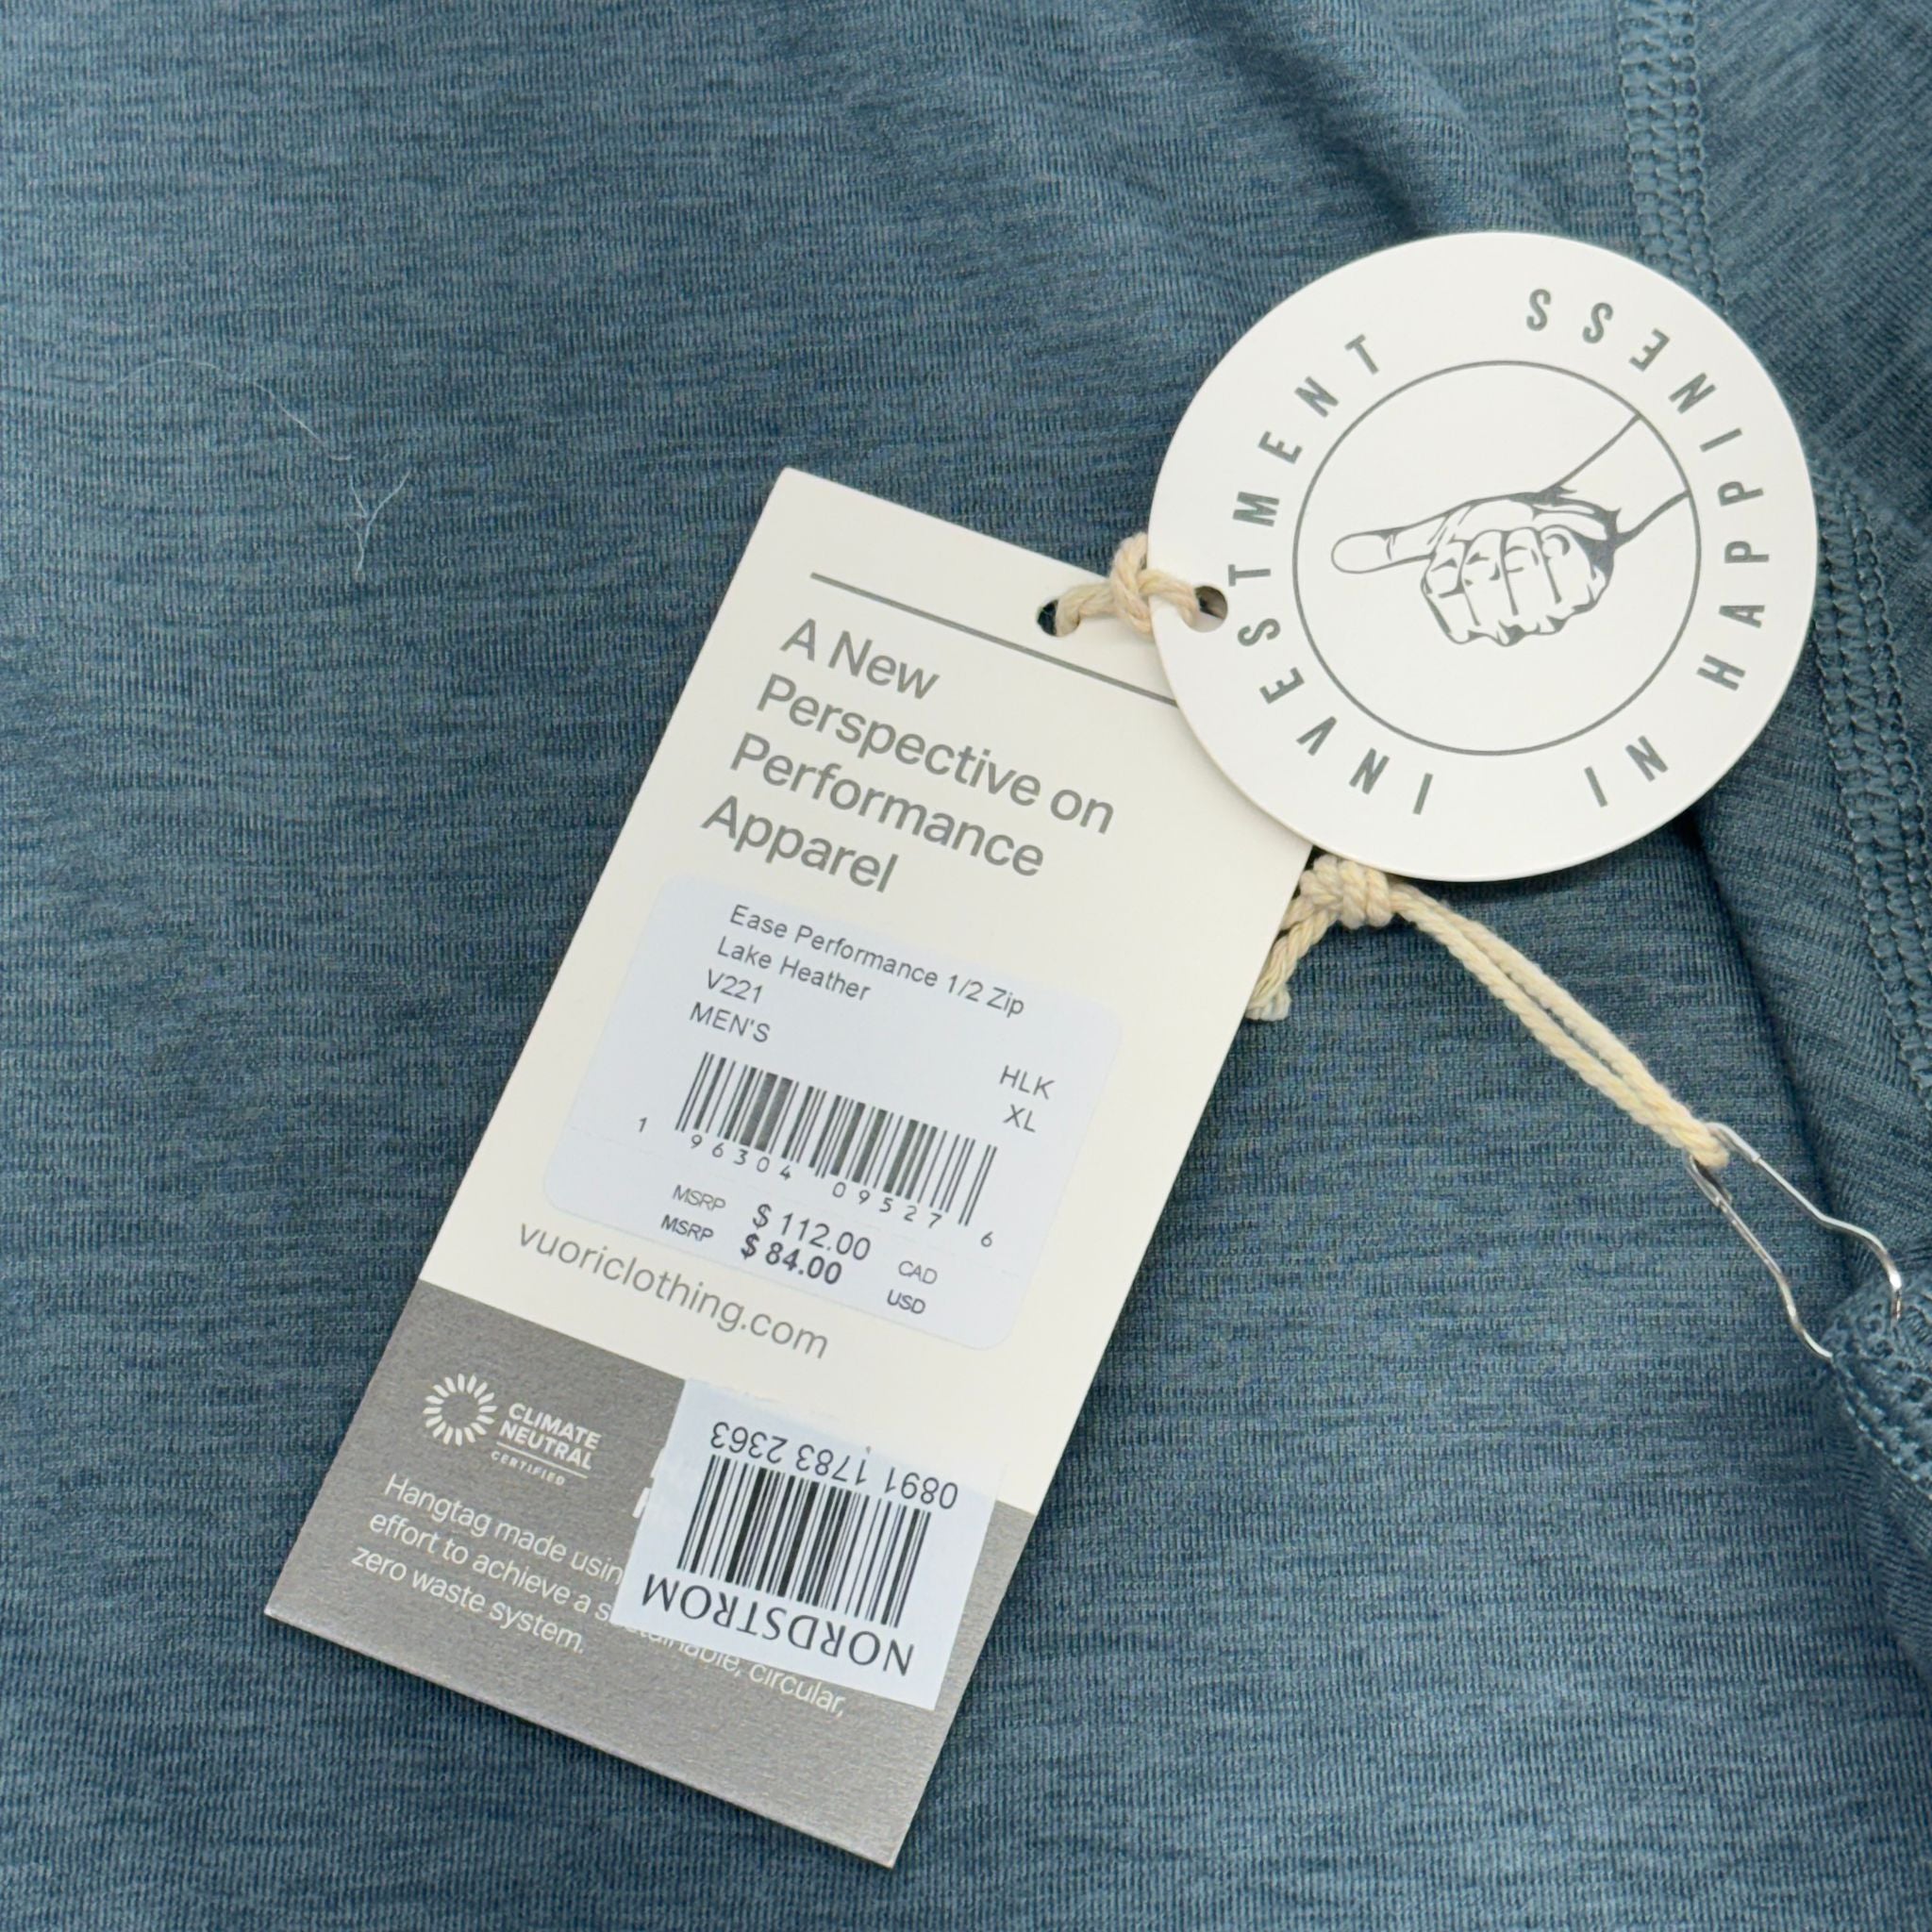 INVESTMENT IN HAPPINESS
A New
Perspective on
Performance
Apparel
Ease Performance 1/2 Zip
Lake Heather
V221
MEN'S
HLK
XL
1 96304 09527 6
MSRP $ 112.00 CAD
MSRP $ 84.00 USD
vuoriclothing.com
CLIMATE
NEUTRAL
CERTIFIED
Hangtag made
effort to achieve a circular,
zero waste system.
NORDSTROM
0891 1783 2363